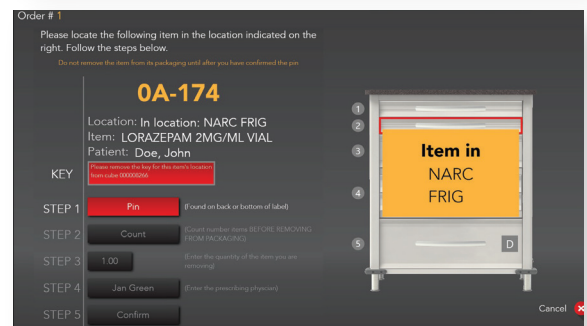 Order # 1
Please locate the following item in the location indicated on the
right. Follow the steps below.
Do not remove the item from its packaging until after you have confirmed the pin
0A-174
Location: In location: NARC FRIG
Item: LORAZEPAM 2MG/ML VIAL
Patient: Doe, John
KEY
Please remove the key for this item's location
from cube 000008266
STEP 1
Pin
(Found on back or bottom of label)
STEP 2
Count
(Count number items BEFORE REMOVING
FROM PACKAGING)
STEP 3
1.00
(Enter the quantity of the item you are
removing)
STEP 4
Jan Green
(Enter the prescribing physician)
STEP 5
Confirm
1
2
3
4
5
Item in
NARC
FRIG
D
Cancel